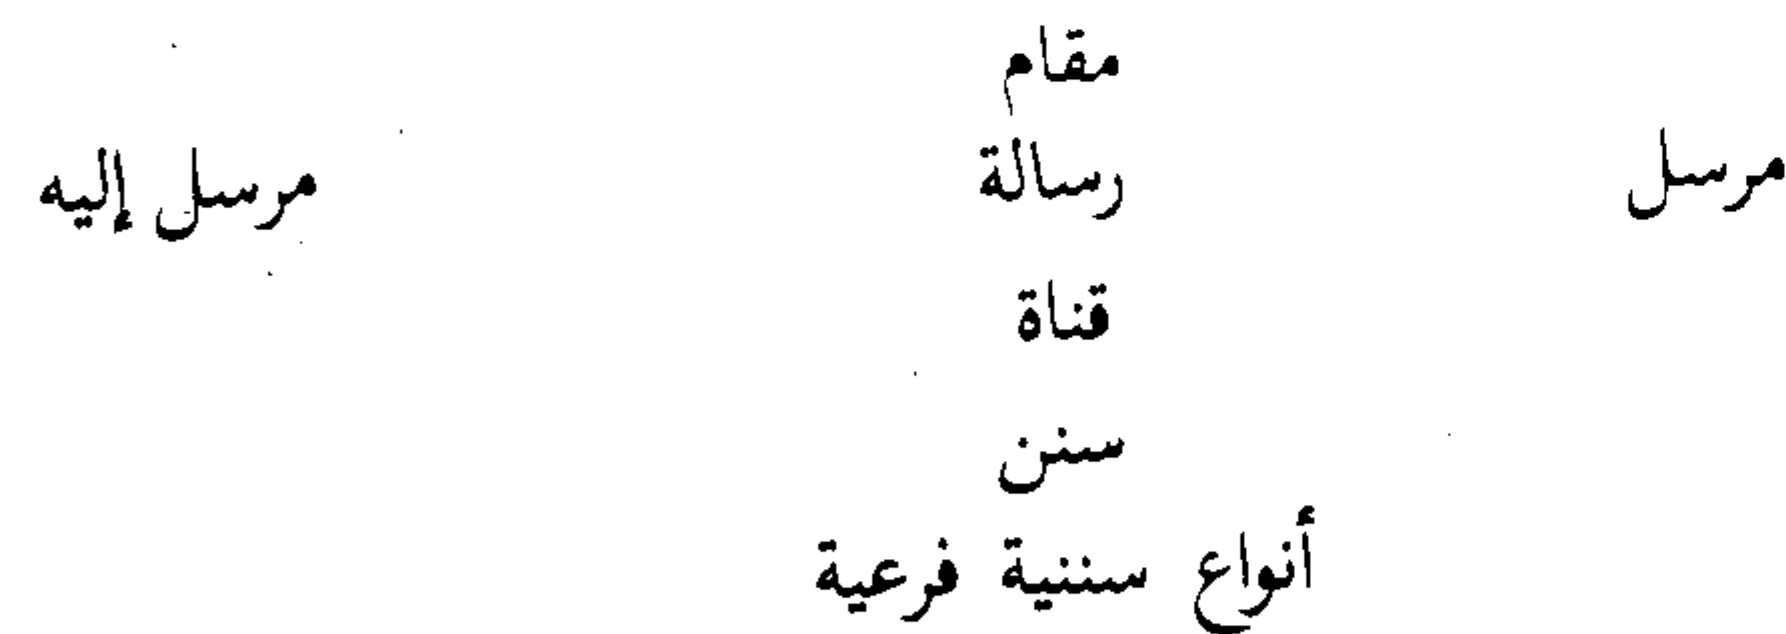 مقام
مرسل رسالة مرسل إليه
قناة
سنن
أنواع سننية فرعية